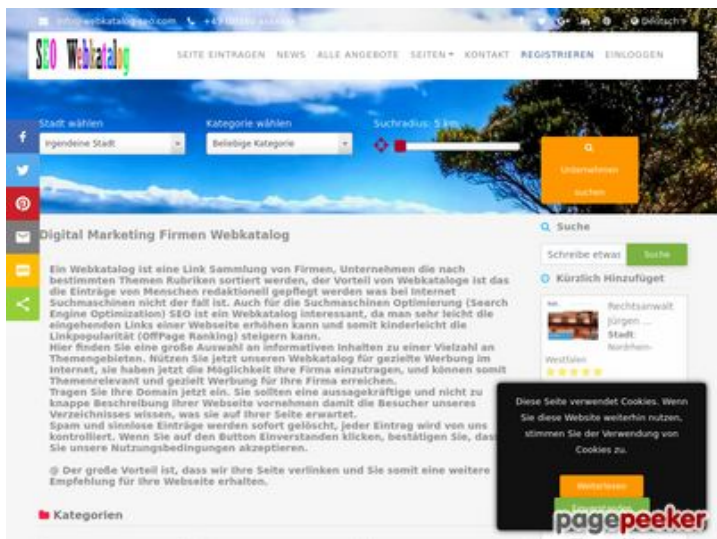 SEO Webkatalog
SEITE EINTRAGEN NEWS ALLE ANGEBOTE SEITEN KONTAKT REGISTRIEREN EINLOGGEN
Stadt wählen Kategorie wählen Suchradius: 5 km
Irgendeine Stadt Beliebige Kategorie
Unternehmen
suchen
Digital Marketing Firmen Webkatalog
Ein Webkatalog ist eine Link Sammlung von Firmen, Unternehmen die nach
bestimmten Themen Rubriken sortiert werden, der Vorteil von Webkataloge ist das
die Einträge von Menschen redaktionell gepflegt werden was bei Internet
Suchmaschinen nicht der fall ist. Auch für die Suchmaschinen Optimierung (Search
Engine Optimization) SEO ist ein Webkatalog interessant, da man sehr leicht die
eingehenden Links einer Webseite erhöhen kann und somit kinderleicht die
Linkpopularität (OffPage Ranking) steigern kann.
Hier finden Sie eine große Auswahl an informativen Inhalten zu einer Vielzahl an
Themengebieten. Nützen Sie jetzt unseren Webkatalog für gezielte Werbung im
Internet, sie haben jetzt die Möglichkeit Ihre Firma einzutragen, und können somit
Themenrelevant und gezielt Werbung für Ihre Firma erreichen.
Tragen Sie Ihre Domain jetzt ein. Sie sollten eine aussagekräftige und nicht zu
knappe Beschreibung Ihrer Webseite vornehmen damit die Besucher unseres
Verzeichnisses wissen, was sie auf Ihrer Seite erwartet.
Spam und sinnlose Einträge werden sofort gelöscht, jeder Eintrag wird von uns
kontrolliert. Wenn Sie auf den Button Einverstanden klicken, bestätigen Sie, dass
Sie unsere Nutzungsbedingungen akzeptieren.
@ Der große Vorteil ist, dass wir Ihre Seite verlinken und Sie somit eine weitere
Empfehlung für Ihre Webseite erhalten.
Kategorien
Suche
Schreibe etwas Suche
Kürzlich Hinzufüget
Rechtsanwalt
Jürgen ...
Stadt:
Nordrhein-
Westfalen
Diese Seite verwendet Cookies. Wenn
Sie diese Website weiterhin nutzen,
stimmen Sie der Verwendung von
Cookies zu.
Weiterlesen
pagepeeker